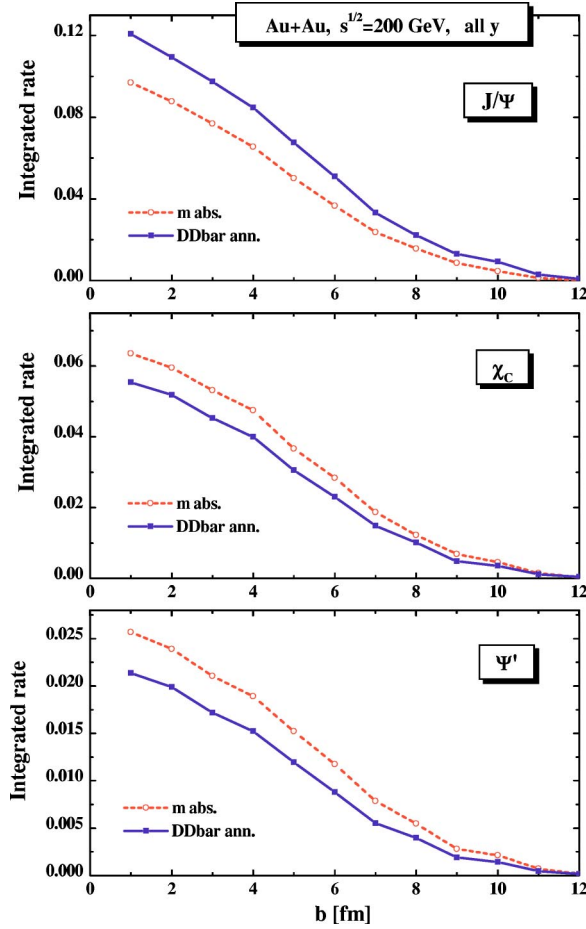 Au+Au, s^1/2=200 GeV, all y
0.12
J/Ψ
0.08
Integrated rate
0.04
m abs.
DDbar ann.
0.00
0 2 4 6 8 10 12
0.06
χC
Integrated rate
0.04
0.02
m abs.
DDbar ann.
0.00
0 2 4 6 8 10 12
0.025
Ψ'
0.020
Integrated rate
0.015
0.010
m abs.
0.005
DDbar ann.
0.000
0 2 4 6 8 10 12
b [fm]